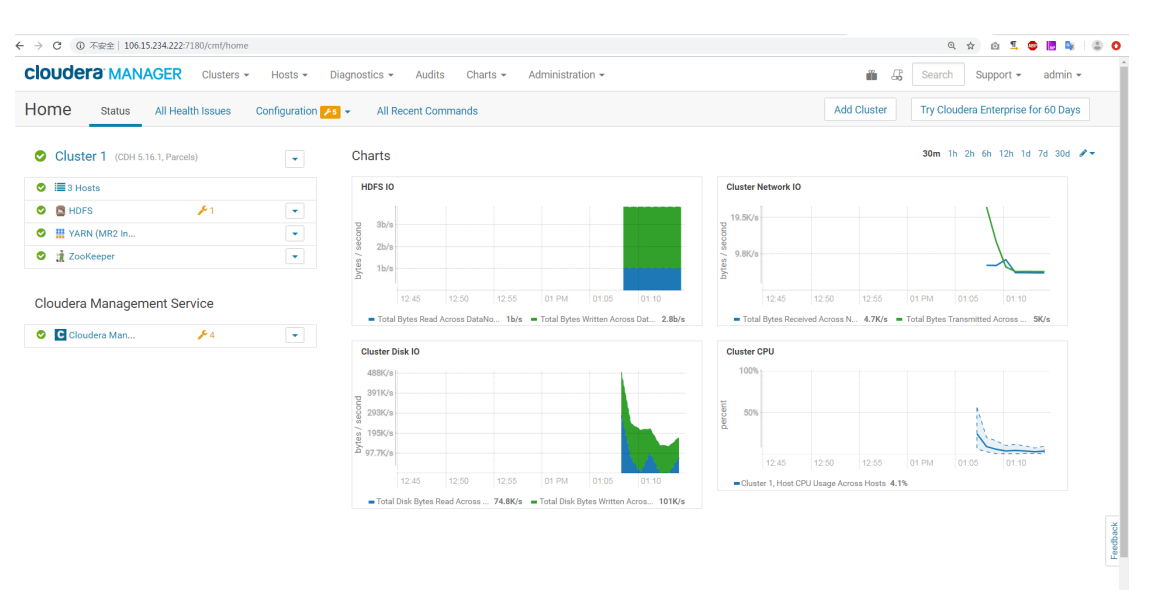 不安全 | 106.15.234.222:7180/cmf/home
cloudera MANAGER Clusters Hosts Diagnostics Audits Charts Administration Search Support admin
Home Status All Health Issues Configuration 5 All Recent Commands Add Cluster Try Cloudera Enterprise for 60 Days
Cluster 1 (CDH 5.16.1, Parcels)
3 Hosts
HDFS 1
YARN (MR2 In...
ZooKeeper
Cloudera Management Service
Cloudera Man... 4
Charts 30m 1h 2h 6h 12h 1d 7d 30d
HDFS IO
bytes / second
3b/s
2b/s
1b/s
12:45 12:50 12:55 01 PM 01:05 01:10
Total Bytes Read Across DataNo... 1b/s Total Bytes Written Across Dat... 2.8b/s
Cluster Network IO
bytes / second
19.5K/s
9.8K/s
12:45 12:50 12:55 01 PM 01:05 01:10
Total Bytes Received Across N... 4.7K/s Total Bytes Transmitted Across ... 5K/s
Cluster Disk IO
bytes / second
488K/s
391K/s
293K/s
195K/s
97.7K/s
12:45 12:50 12:55 01 PM 01:05 01:10
Total Disk Bytes Read Across ... 74.8K/s Total Disk Bytes Written Acros... 101K/s
Cluster CPU
percent
100%
50%
12:45 12:50 12:55 01 PM 01:05 01:10
Cluster 1, Host CPU Usage Across Hosts 4.1%
Feedback